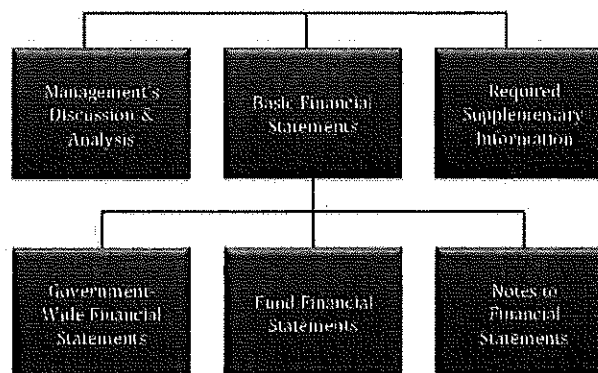 Management's
Discussion &
Analysis
Basic Financial
Statements
Required
Supplementary
Information
Government-
Wide Financial
Statements
Fund Financial
Statements
Notes to
Financial
Statements